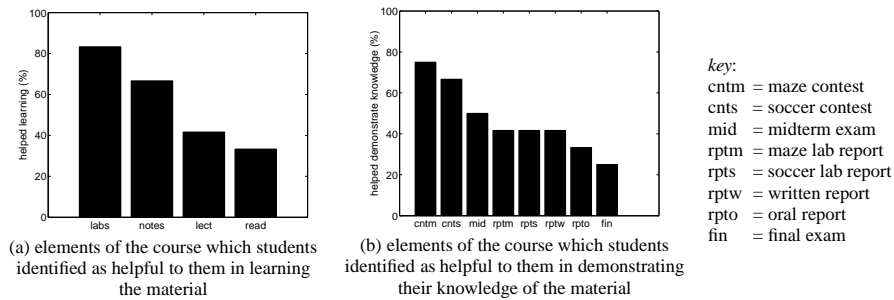 100
80
60
40
20
0
helped learning (%)
labs notes lect read
(a) elements of the course which students
identified as helpful to them in learning
the material
100
80
60
40
20
0
helped demonstrate knowledge (%)
cntm cnts mid rptm rpts rptw rpto fin
(b) elements of the course which students
identified as helpful to them in demonstrating
their knowledge of the material
key:
cntm = maze contest
cnts = soccer contest
mid = midterm exam
rptm = maze lab report
rpts = soccer lab report
rptw = written report
rpto = oral report
fin = final exam